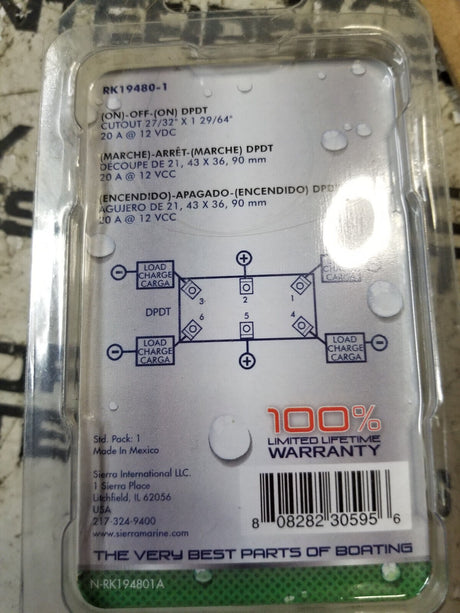 RK19480-1
(ON)-OFF-(ON) DPDT
CUTOUT 27/32" X 1 29/64"
20 A @ 12 VDC
(MARCHE)-ARRÊT-(MARCHE) DPDT
DECOUPE DE 21, 43 X 36, 90 mm
20 A @ 12 VCC
(ENCENDIDO)-APAGADO-(ENCENDIDO) DPDT
AGUJERO DE 21, 43 X 36, 90 mm
20 A @ 12 VCC
LOAD
CHARGE
CARGA
3
2
1
DPDT
6
5
4
LOAD
CHARGE
CARGA
LOAD
CHARGE
CARGA
100%
LIMITED LIFETIME
WARRANTY
Std. Pack: 1
Made In Mexico
Sierra International LLC.
1 Sierra Place
Litchfield, IL 62056
USA
217-324-9400
www.sierramarine.com
8 08282 30595 6
THE VERY BEST PARTS OF BOATING
N-RK194801A